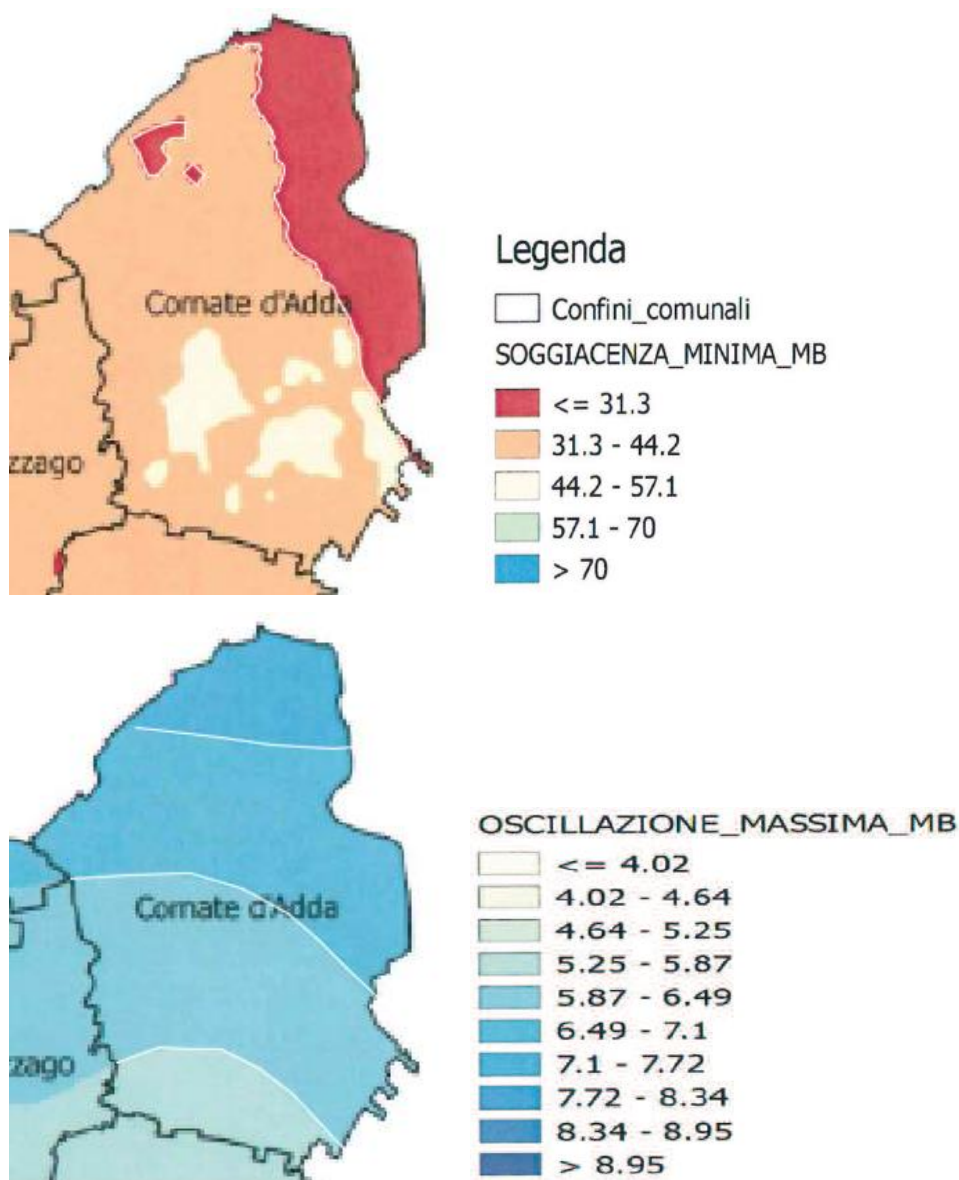 Legenda
Confini_comunali
SOGGIACENZA_MINIMA_MB
<= 31.3
31.3 - 44.2
44.2 - 57.1
57.1 - 70
> 70
Cornate d'Adda
zzago
OSCILLAZIONE_MASSIMA_MB
<= 4.02
4.02 - 4.64
4.64 - 5.25
5.25 - 5.87
5.87 - 6.49
6.49 - 7.1
7.1 - 7.72
7.72 - 8.34
8.34 - 8.95
> 8.95
Cornate d'Adda
zzago